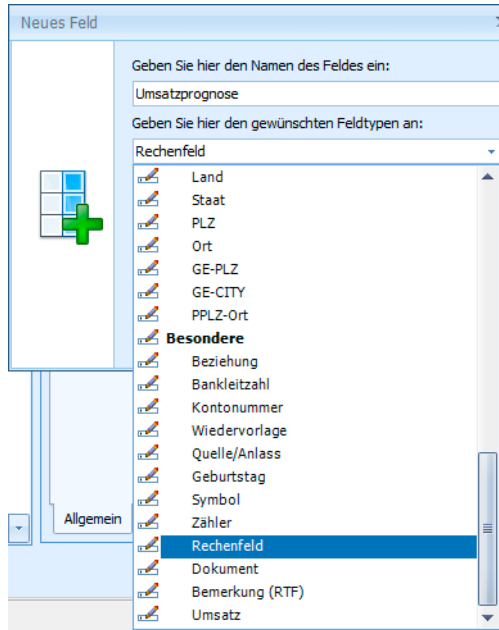 Neues Feld
Geben Sie hier den Namen des Feldes ein:
Umsatzprognose
Geben Sie hier den gewünschten Feldtypen an:
Rechenfeld
Land
Staat
PLZ
Ort
GE-PLZ
GE-CITY
PPLZ-Ort
Besondere
Beziehung
Bankleitzahl
Kontonummer
Wiedervorlage
Quelle/Anlass
Geburtstag
Symbol
Allgemein
Zähler
Rechenfeld
Dokument
Bemerkung (RTF)
Umsatz